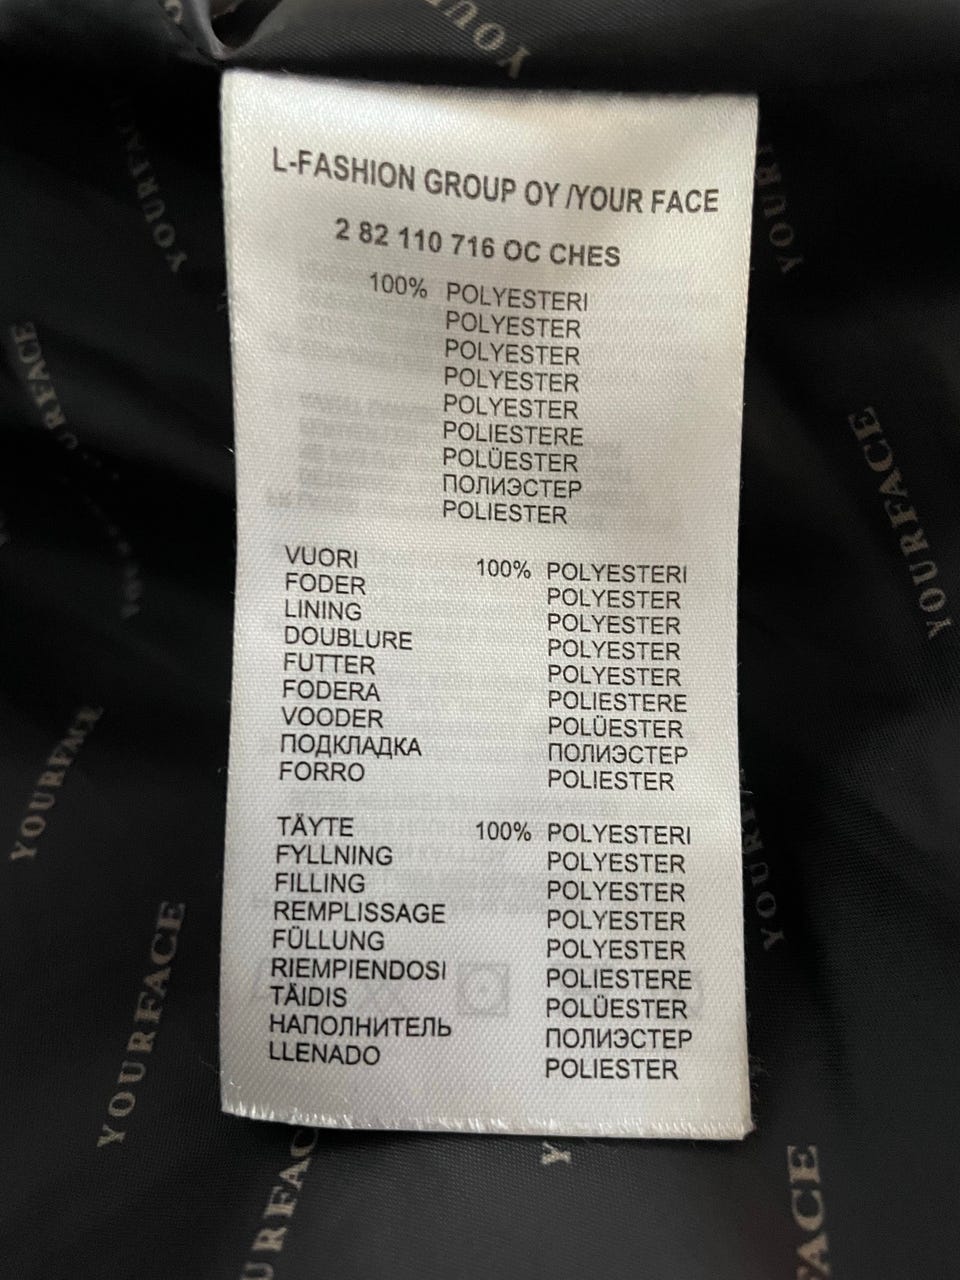 L-FASHION GROUP OY /YOUR FACE
2 82 110 716 OC CHES
100% POLYESTERI
POLYESTER
POLYESTER
POLYESTER
POLYESTER
POLIESTERE
POLÜESTER
ПОЛИЭСТЕР
POLIESTER
VUORI 100% POLYESTERI
FODER POLYESTER
LINING POLYESTER
DOUBLURE POLYESTER
FUTTER POLYESTER
FODERA POLIESTERE
VOODER POLÜESTER
ПОДКЛАДКА ПОЛИЭСТЕР
FORRO POLIESTER
TÄYTE 100% POLYESTERI
FYLLNING POLYESTER
FILLING POLYESTER
REMPLISSAGE POLYESTER
FÜLLUNG POLYESTER
RIEMPIENDOSI POLIESTERE
TÄIDIS POLÜESTER
НАПОЛНИТЕЛЬ ПОЛИЭСТЕР
LLENADO POLIESTER
YOURFACE
YOURFACE
YOURFACE
YOURFACE